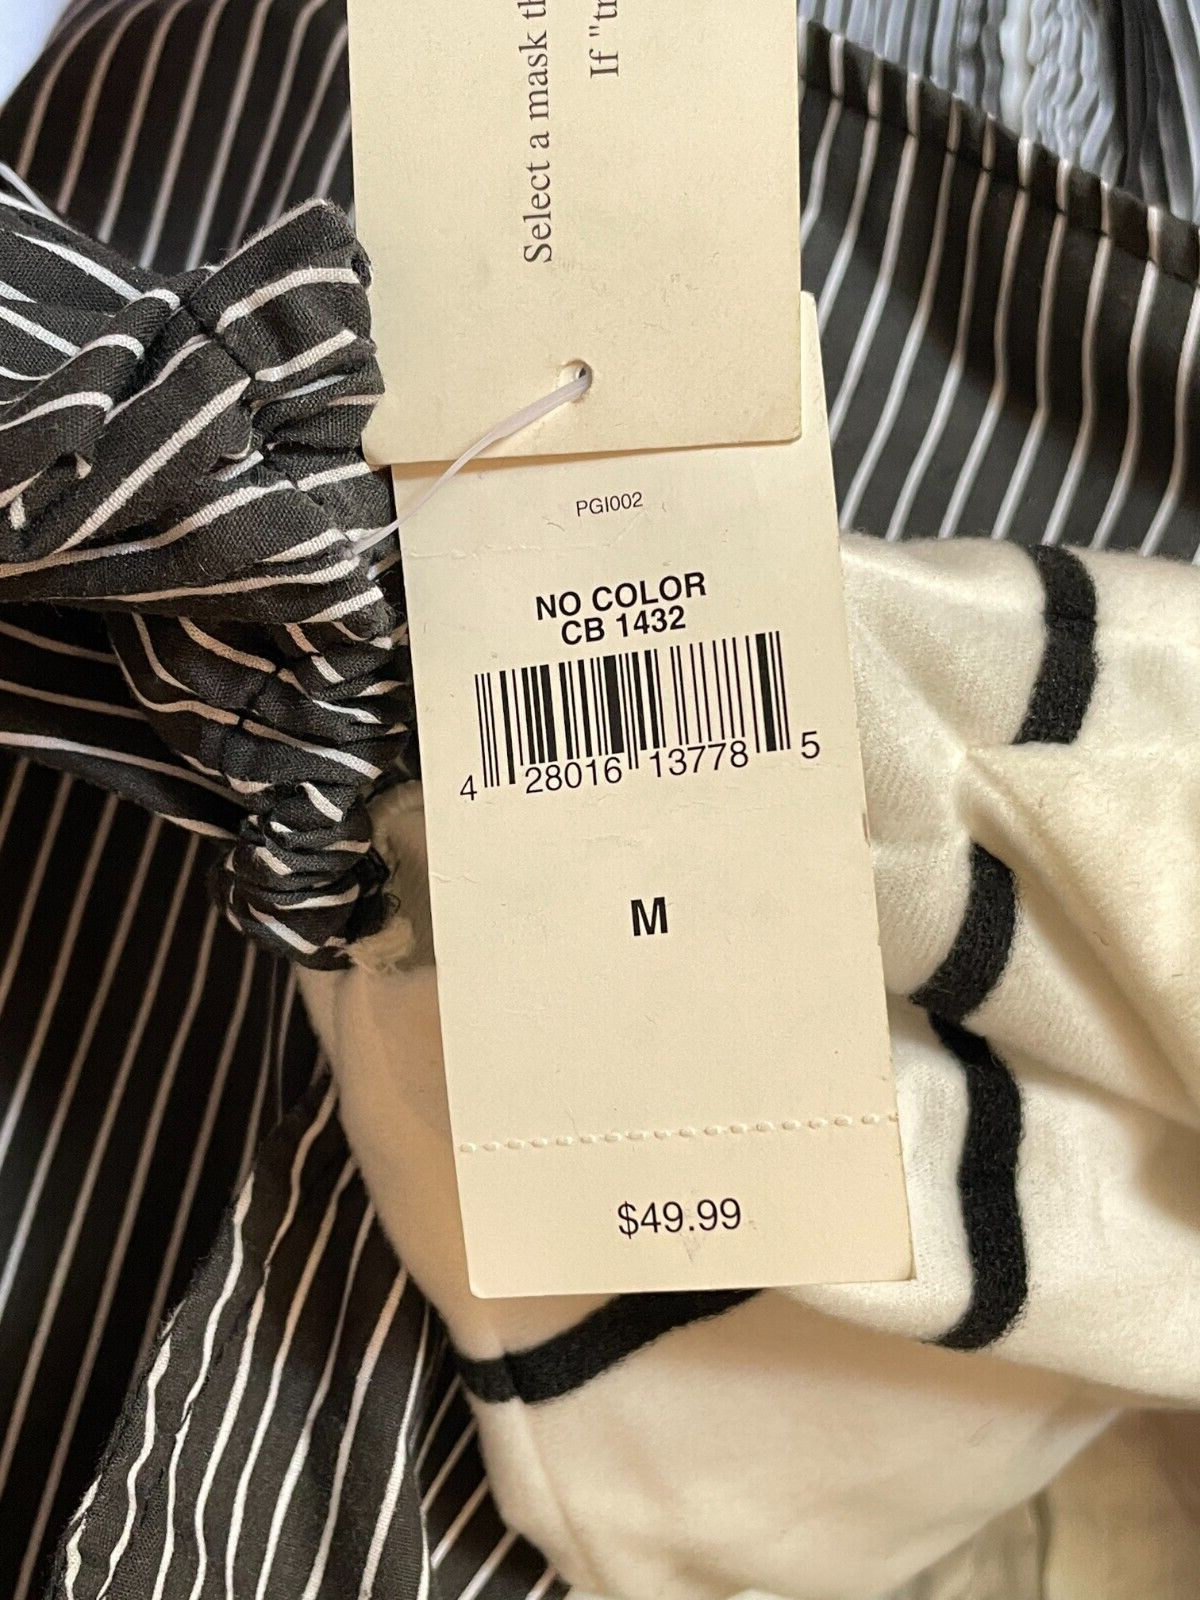 Select a mask th
If "tr
PGI002
NO COLOR
CB 1432
4 28016 13778 5
M
$49.99